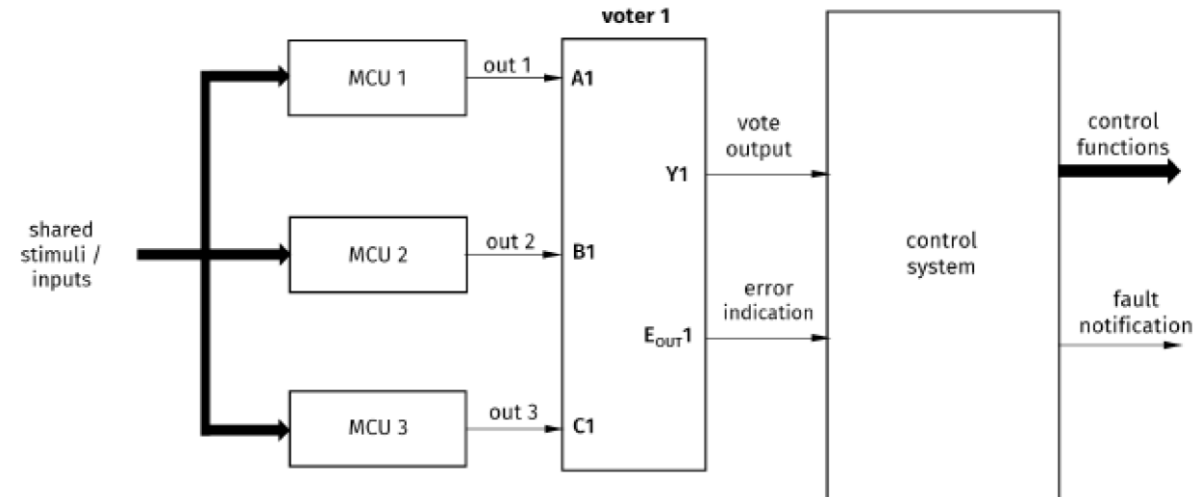 voter 1
MCU 1
out 1
A1
vote
output
control
functions
Y1
shared
stimuli /
inputs
MCU 2
out 2
B1
control
system
error
indication
fault
notification
EOUT1
MCU 3
out 3
C1